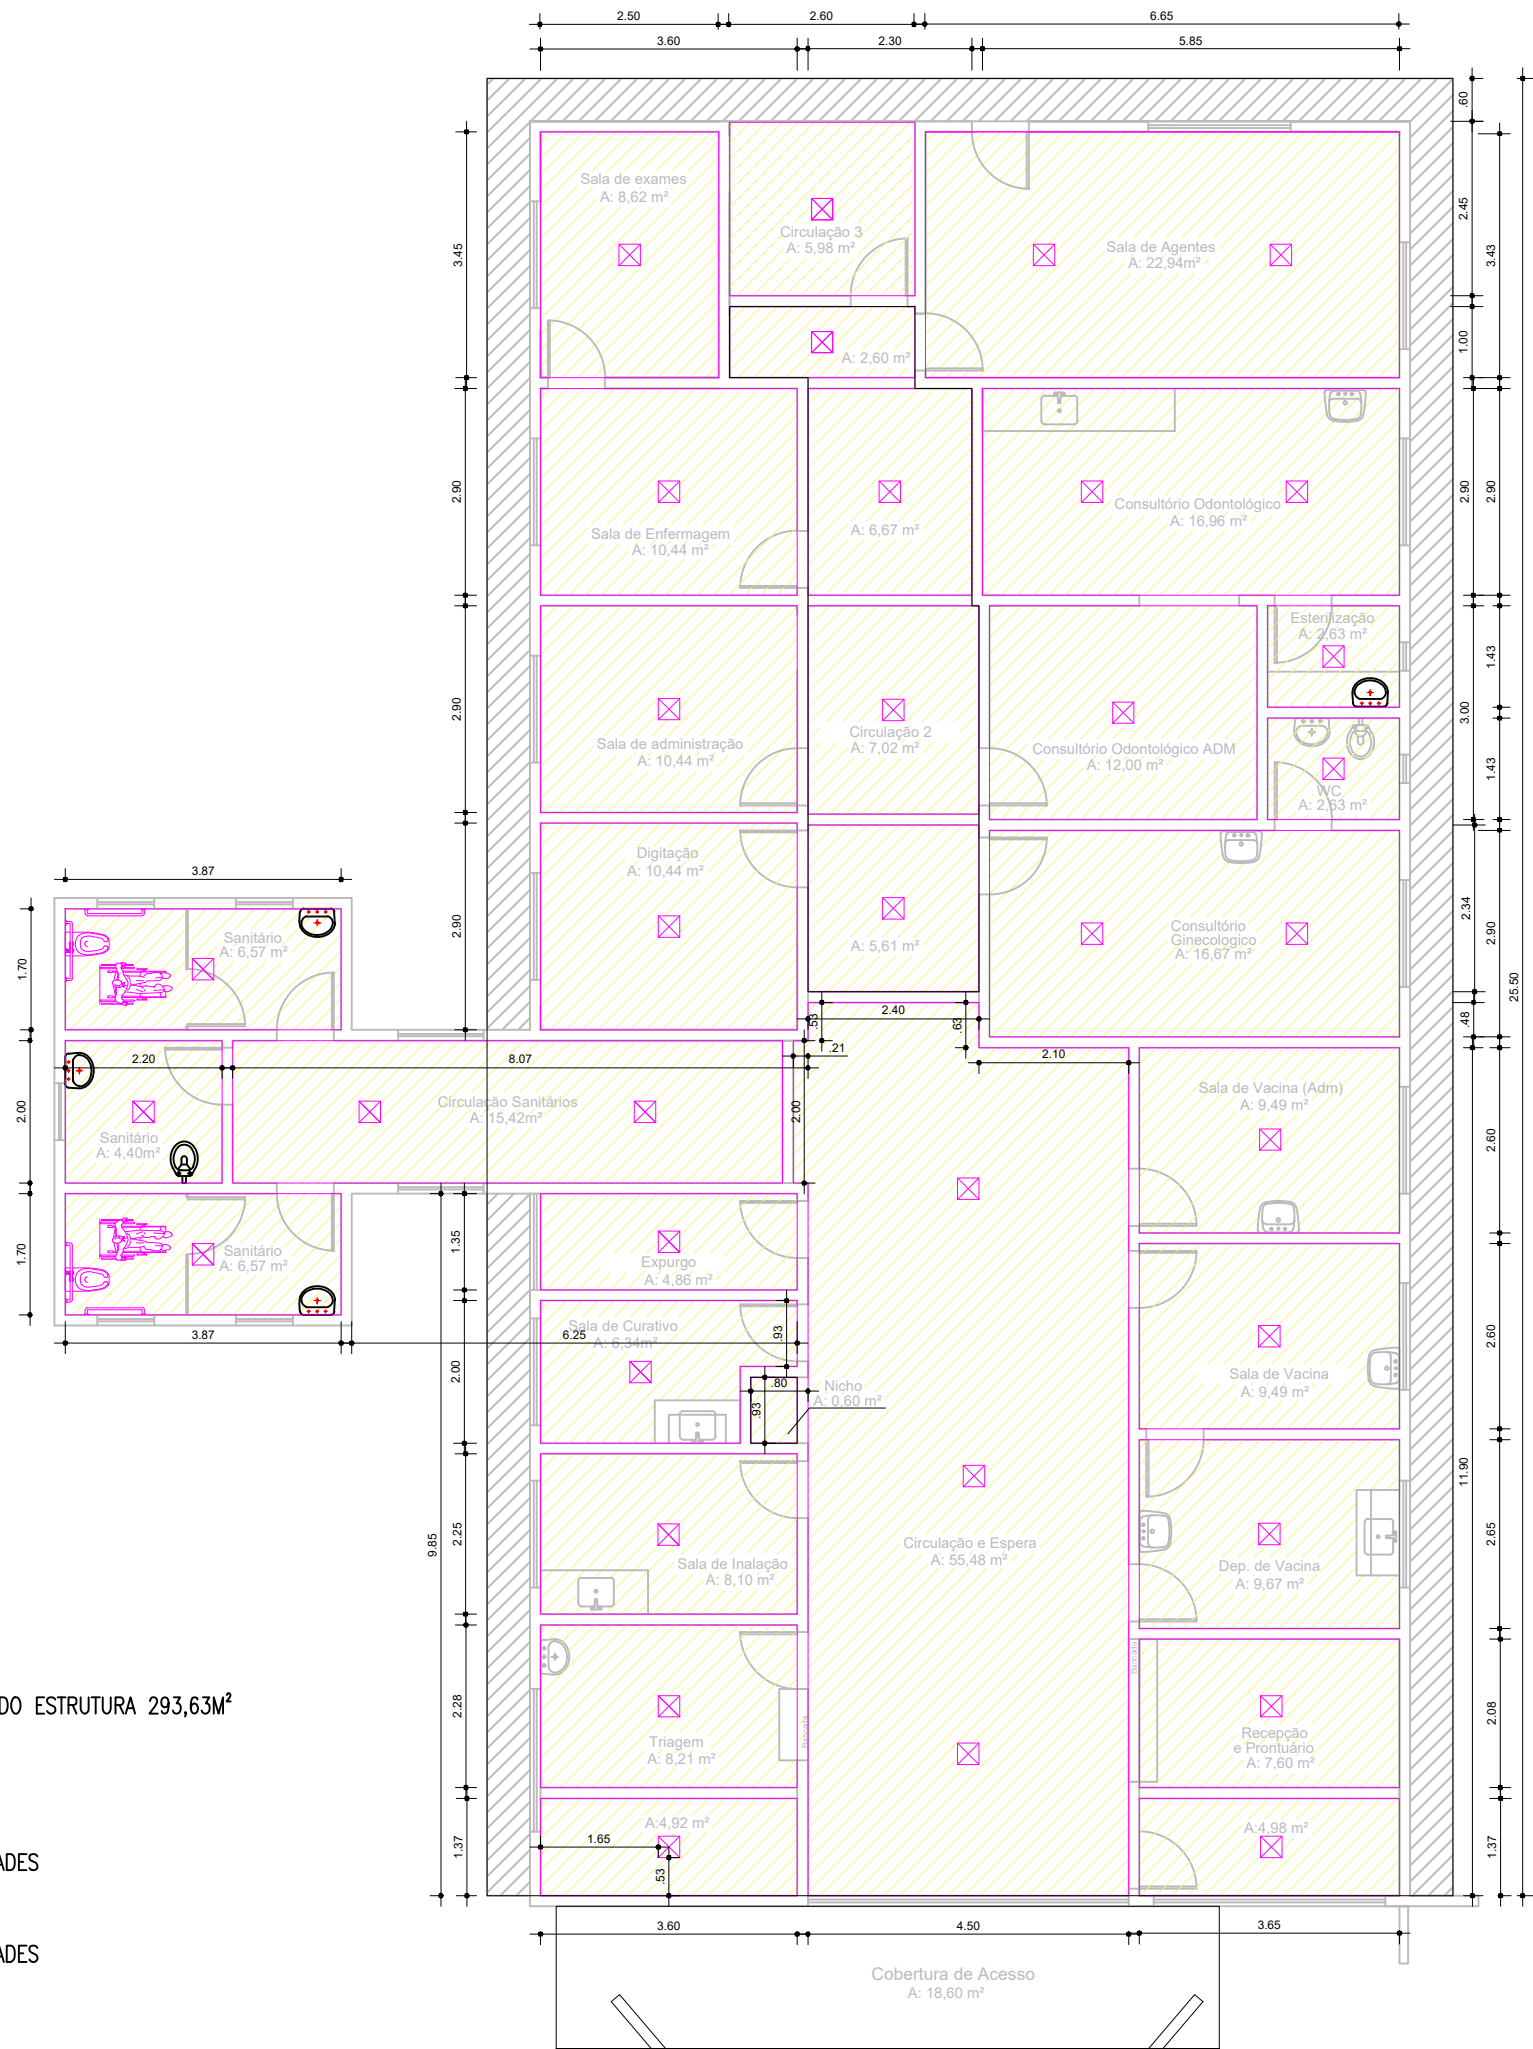 2.50
2.60
6.65
3.60
2.30
5.85
.60
Sala de exames
A: 8,62 m²
Circulação 3
A: 5,98 m²
Sala de Agentes
A: 22,94m²
3.45
2.45
3.43
A: 2,60 m²
1.00
Sala de Enfermagem
A: 10,44 m²
A: 6,67 m²
Consultório Odontológico
A: 16,96 m²
2.90
2.90
2.90
Esterilização
A: 2,63 m²
1.43
Sala de administração
A: 10,44 m²
Circulação 2
A: 7,02 m²
Consultório Odontológico ADM
A: 12,00 m²
2.90
3.00
WC
A: 2,63 m²
1.43
Digitação
A: 10,44 m²
A: 5,61 m²
Consultório
Ginecologico
A: 16,67 m²
2.90
2.34
2.90
25.50
3.87
Sanitário
A: 6,57 m²
1.70
2.40
.53
.63
.48
.21
2.10
2.20
8.07
Circulação Sanitários
A: 15,42m²
2.00
2.00
Sanitário
A: 4,40m²
Sala de Vacina (Adm)
A: 9,49 m²
2.60
Sanitário
A: 6,57 m²
1.70
Expurgo
A: 4,86 m²
1.35
3.87
6.25
Sala de Curativo
A: 6,34m²
.93
2.00
.80
.93
Nicho
A: 0,60 m²
Sala de Vacina
A: 9,49 m²
2.60
11.90
9.85
Sala de Inalação
A: 8,10 m²
2.25
Circulação e Espera
A: 55,48 m²
Dep. de Vacina
A: 9,67 m²
2.65
DO ESTRUTURA 293,63M²
Triagem
A: 8,21 m²
Bancada
2.28
Bancada
Recepção
e Prontuário
A: 7,60 m²
2.08
A:4,92 m²
1.65
.53
1.37
A:4,98 m²
1.37
ADES
3.60
4.50
3.65
ADES
Cobertura de Acesso
A: 18,60 m²